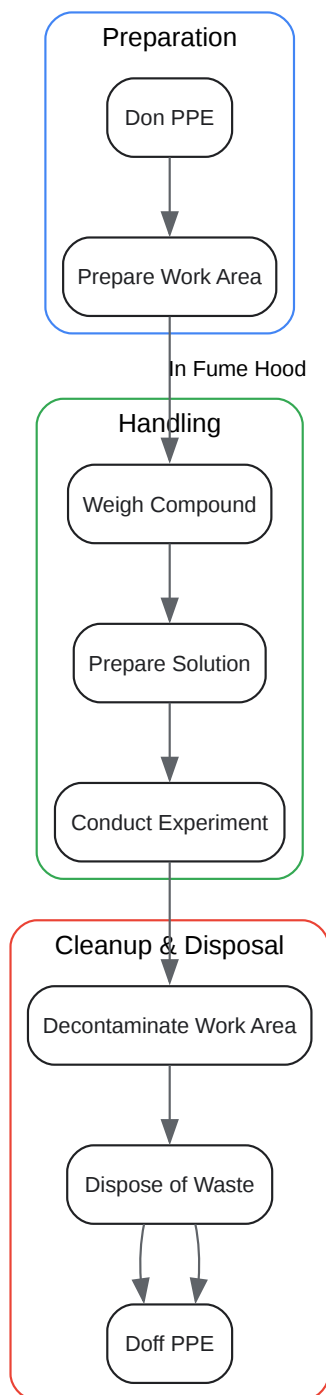 Preparation
Don PPE
Prepare Work Area
In Fume Hood
Handling
Weigh Compound
Prepare Solution
Conduct Experiment
Cleanup & Disposal
Decontaminate Work Area
Dispose of Waste
Doff PPE